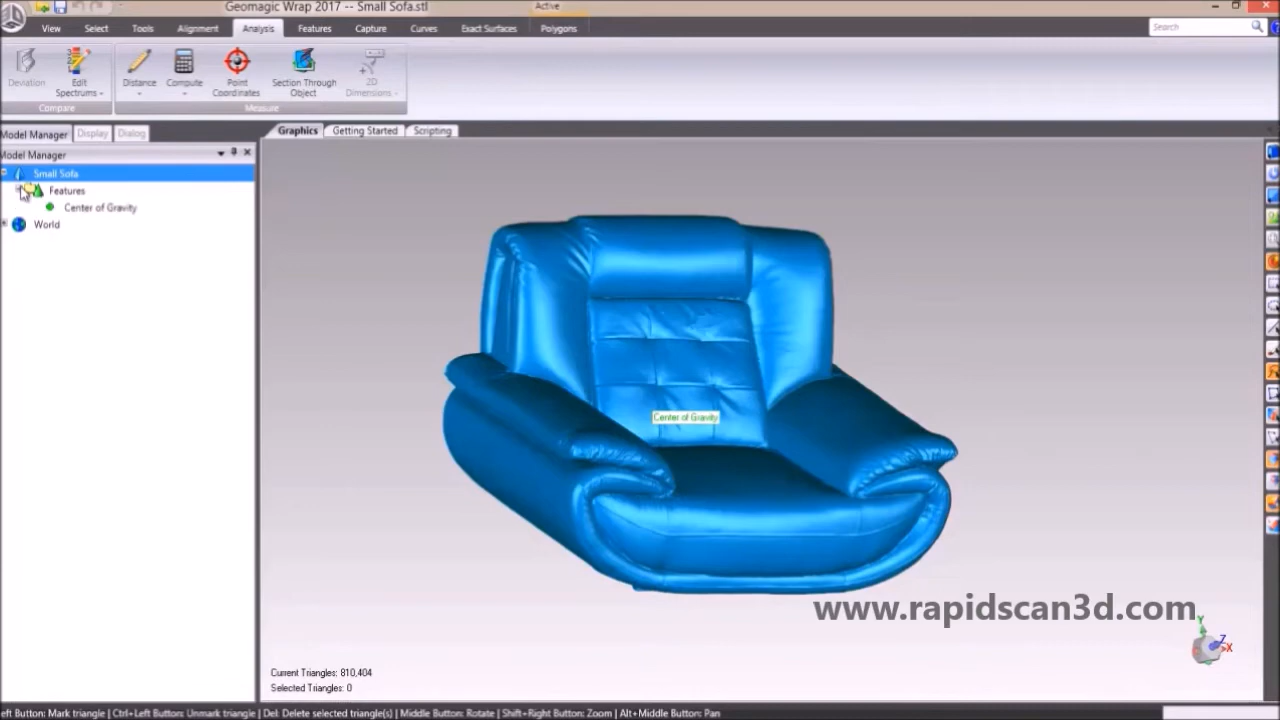 Geomagic Wrap 2017 -- Small Sofa.stl
Active
View Select Tools Alignment Analysis Features Capture Curves Exact Surfaces Polygons
Search
Deviation
Edit Spectrums
Distance
Compute
Point Coordinates
Section Through Object
2D Dimensions
Compare
Measure
Model Manager Display Dialog
Graphics Getting Started Scripting
Model Manager
Small Sofa
Features
Center of Gravity
World
Center of Gravity
www.rapidscan3d.com
Y
Z
X
Current Triangles: 810,404
Selected Triangles: 0
eft Button: Mark triangle | Ctrl+Left Button: Unmark triangle | Del: Delete selected triangle(s) | Middle Button: Rotate | Shift+Right Button: Zoom | Alt+Middle Button: Pan